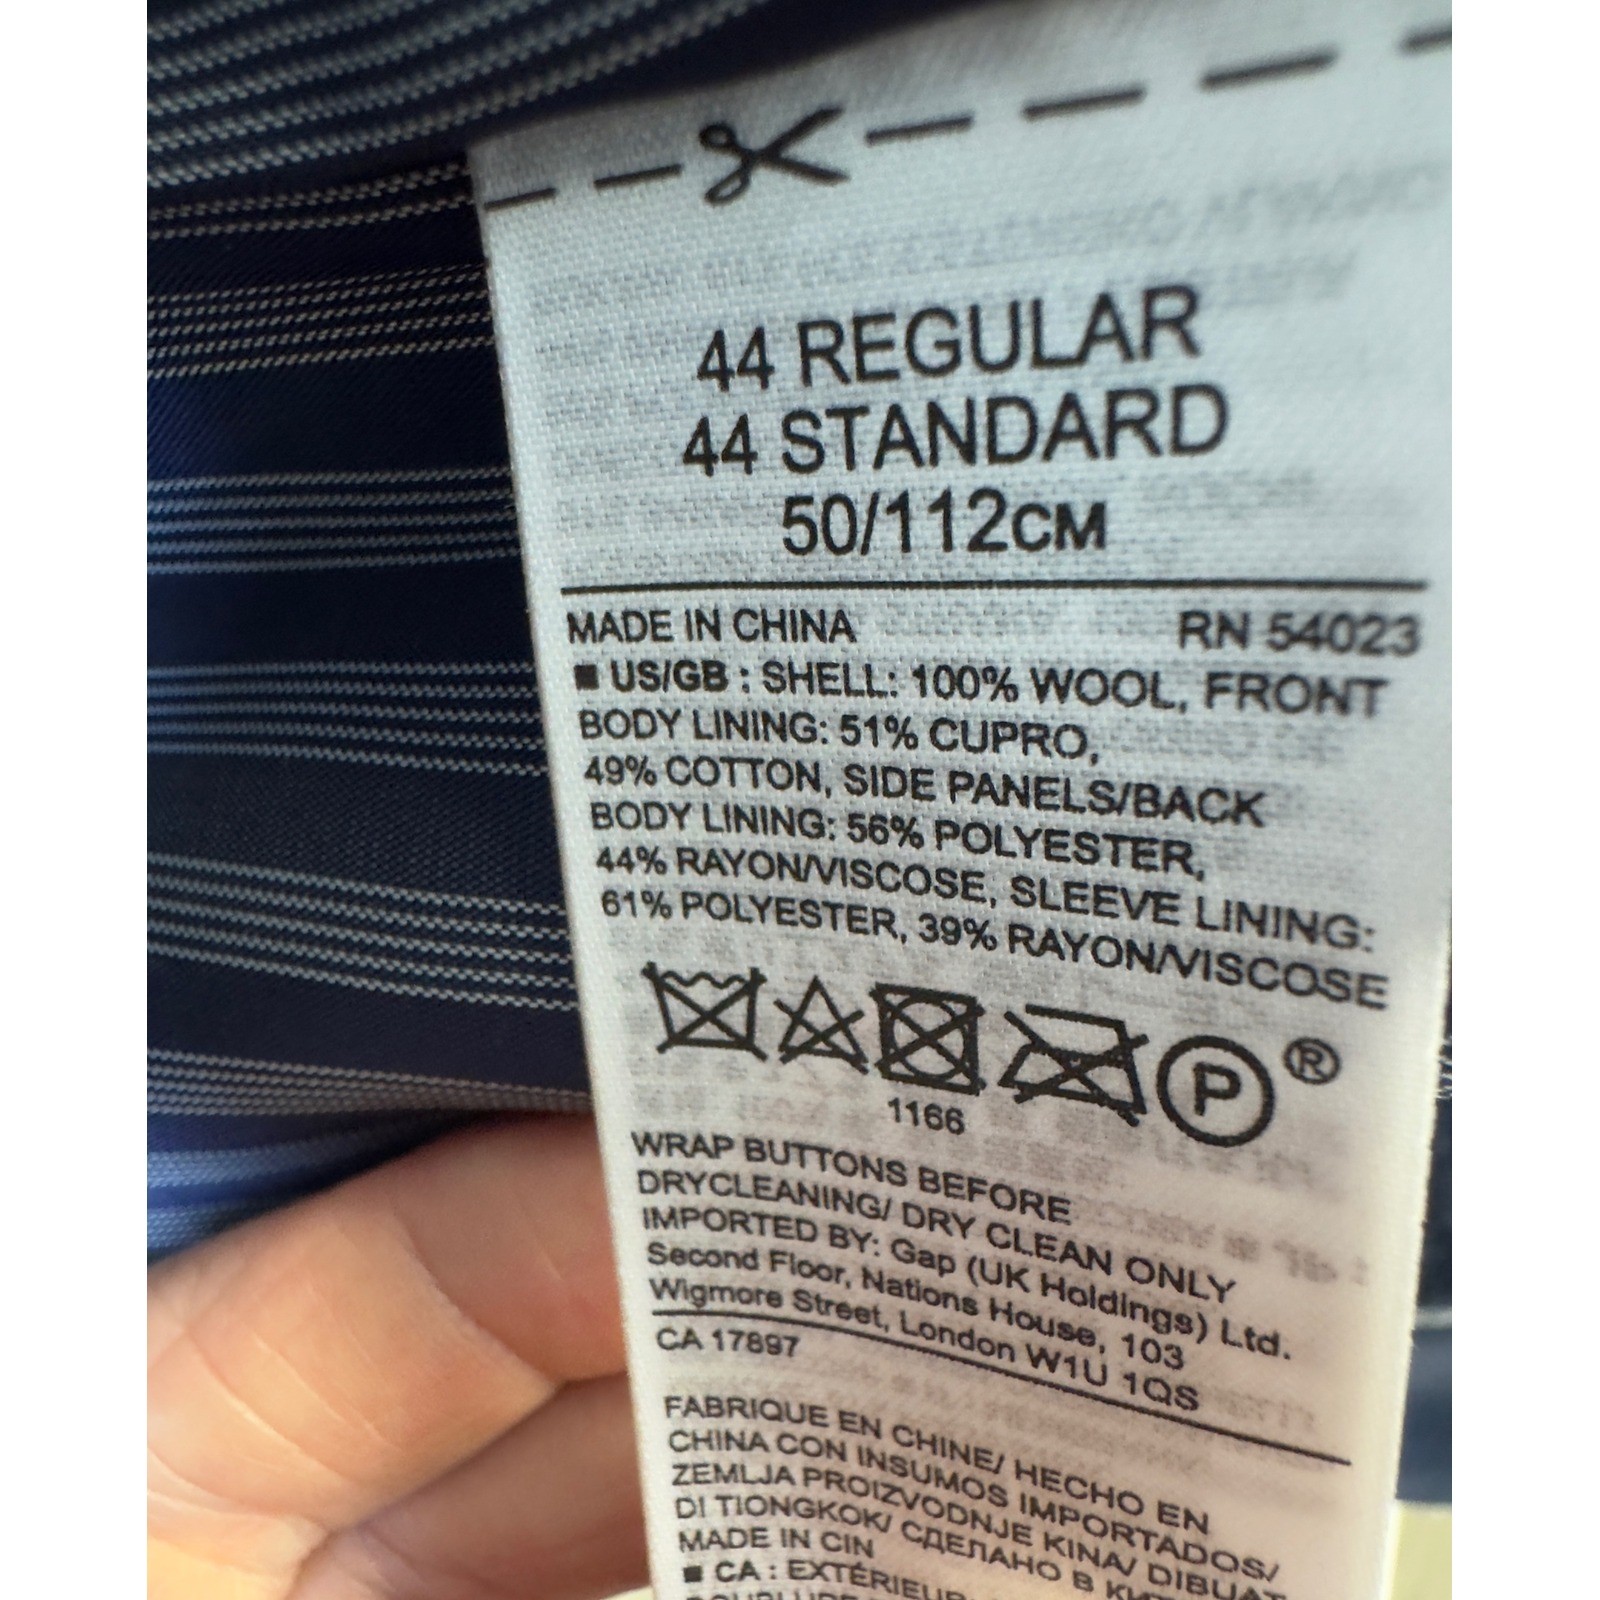 44 REGULAR
44 STANDARD
50/112CM
MADE IN CHINA RN 54023
■ US/GB : SHELL: 100% WOOL, FRONT
BODY LINING: 51% CUPRO,
49% COTTON, SIDE PANELS/BACK
BODY LINING: 56% POLYESTER,
44% RAYON/VISCOSE, SLEEVE LINING:
61% POLYESTER, 39% RAYON/VISCOSE
P ®
1166
WRAP BUTTONS BEFORE
DRYCLEANING/ DRY CLEAN ONLY
IMPORTED BY: Gap (UK Holdings) Ltd.
Second Floor, Nations House, 103
Wigmore Street, London W1U 1QS
CA 17897
FABRIQUE EN CHINE/ HECHO EN
CHINA CON INSUMOS IMPORTADOS/
ZEMLJA PROIZVODNJE KINA/ DIBUAT
DI TIONGKOK/ СДЕЛАНО В
MADE IN CIN
■ CA : EXTÉRIEUR